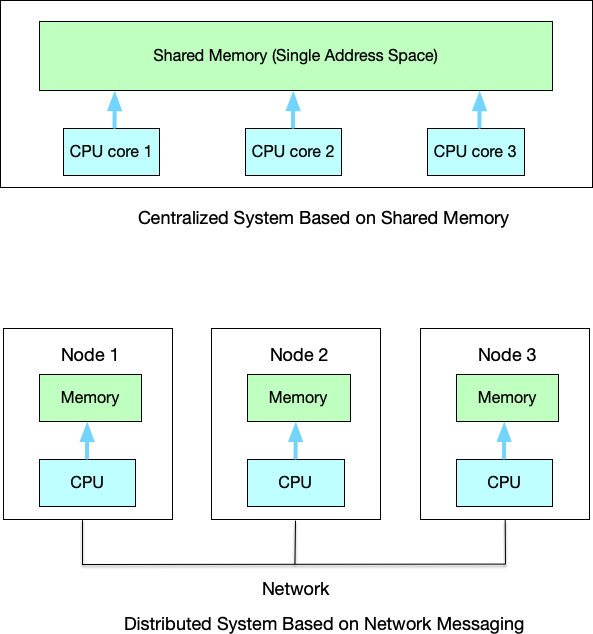 Shared Memory (Single Address Space)
CPU core 1
CPU core 2
CPU core 3
Centralized System Based on Shared Memory
Node 1
Node 2
Node 3
Memory
Memory
Memory
CPU
CPU
CPU
Network
Distributed System Based on Network Messaging